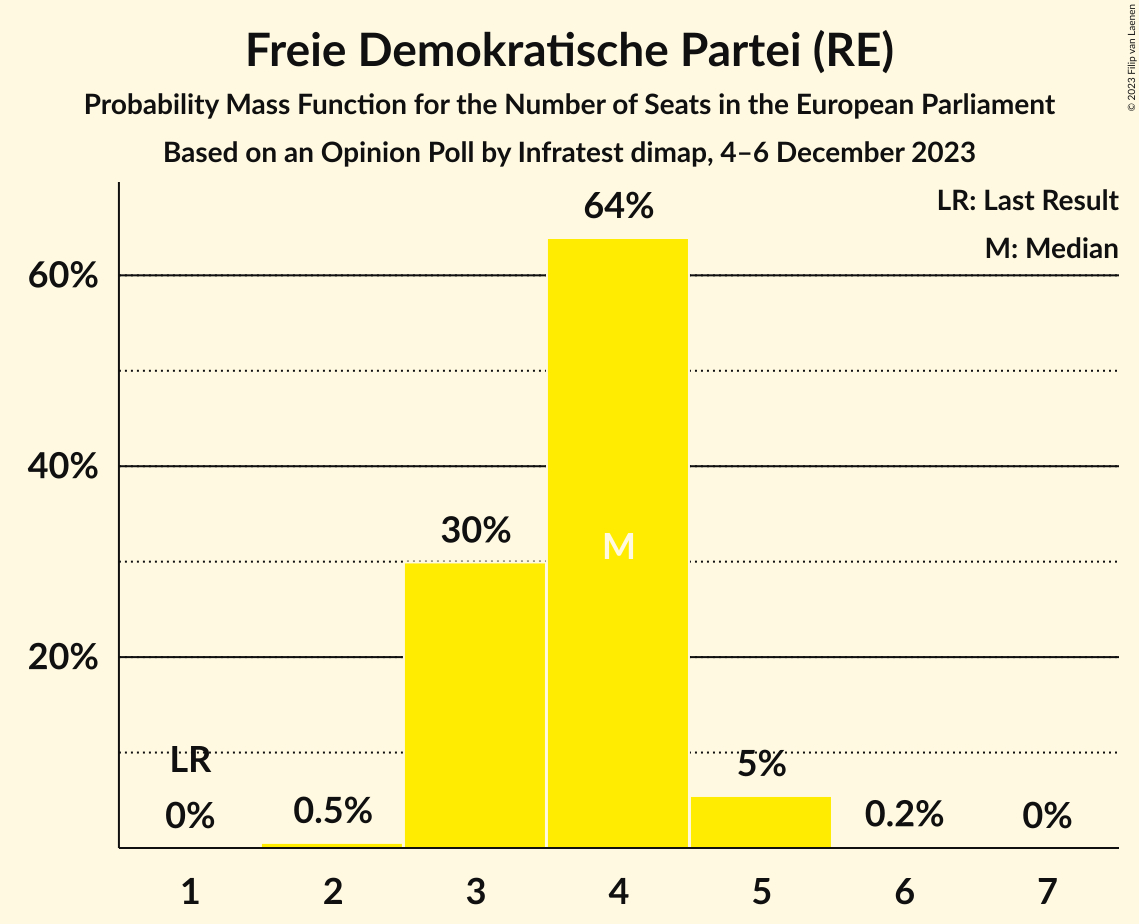 Freie Demokratische Partei (RE)
Probability Mass Function for the Number of Seats in the European Parliament
Based on an Opinion Poll by Infratest dimap, 4–6 December 2023
© 2023 Filip van Laenen
LR: Last Result
M: Median
64%
60%
40%
30%
M
20%
LR
5%
0%
0.5%
0.2%
0%
1 2 3 4 5 6 7